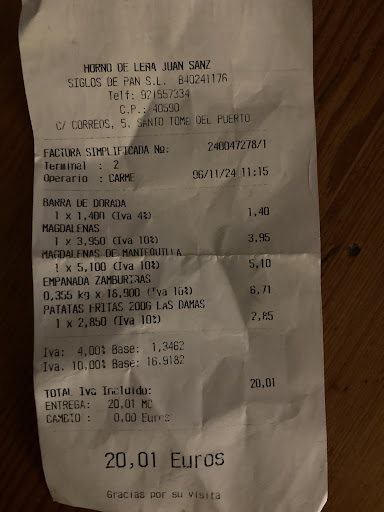 HORNO DE LEÑA JUAN SANZ
SIGLOS DE PAN S.L. B40241176
Telf: 921557334
C.P.: 40590
C/ CORREOS, 5. SANTO TOME DEL PUERTO
FACTURA SIMPLIFICADA No: 240047278/1
Terminal : 2
Operario : CARME 06/11/24 11:15
BARRA DE DORADA
1 x 1,400 (Iva 4%) 1,40
MAGDALENAS
1 x 3,950 (Iva 10%) 3,95
MAGDALENAS DE MANTEQUILLA
1 x 5,100 (Iva 10%) 5,10
EMPANADA ZAMBURIÑAS
0,355 kg x 18,900 (Iva 10%) 6,71
PATATAS FRITAS 200G LAS DAMAS
1 x 2,850 (Iva 10%) 2,85
Iva: 4,00% Base: 1,3462
Iva. 10,00% Base: 16,9182
TOTAL Iva Incluido: 20,01
ENTREGA: 20,01 MC
CAMBIO : 0,00 Euros
20,01 Euros
Gracias por su visita